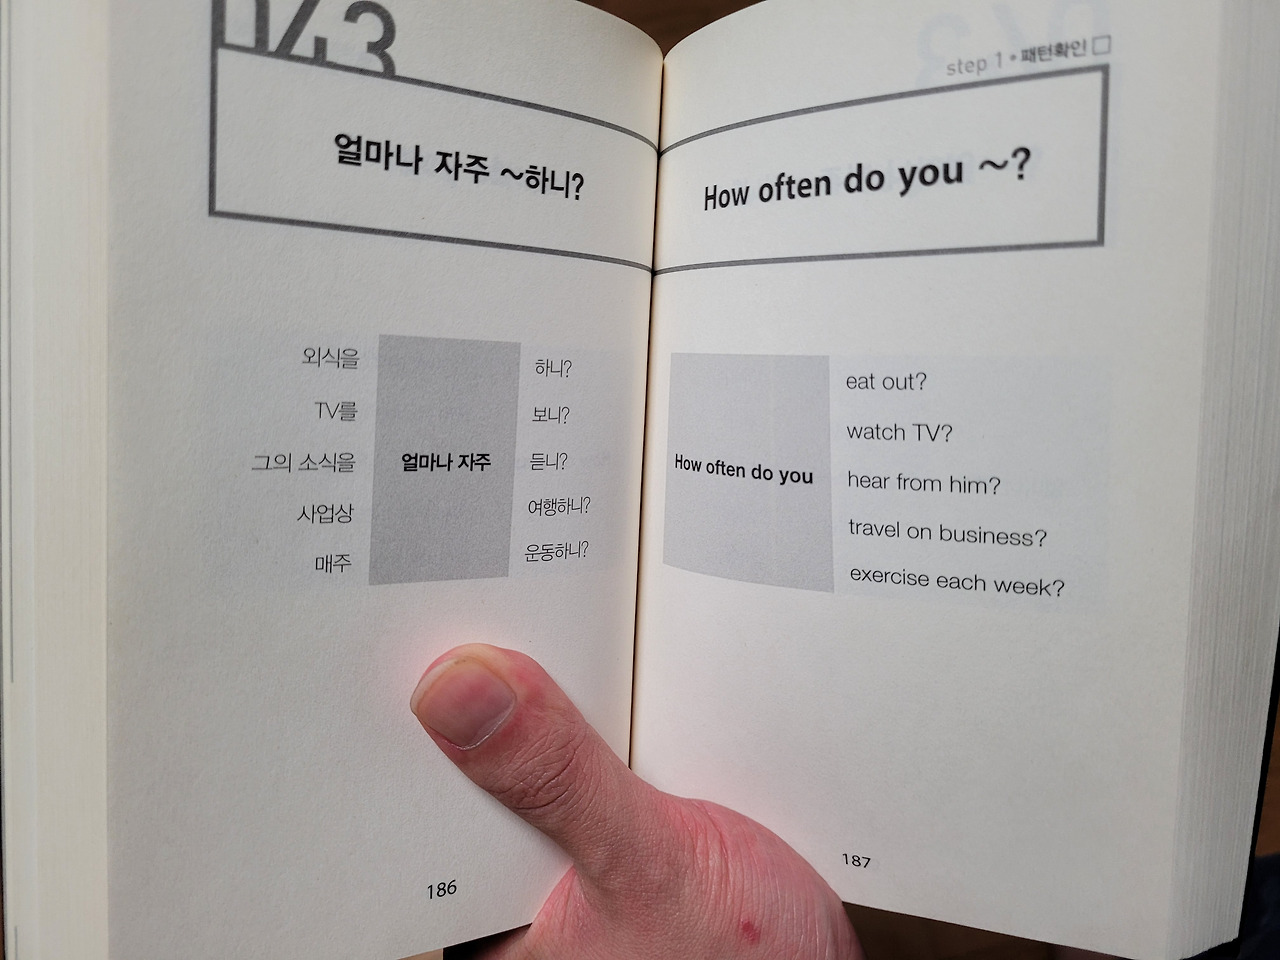 043
얼마나 자주 ~하니?
외식을 얼마나 자주 하니?
TV를 보니?
그의 소식을 듣니?
사업상 여행하니?
매주 운동하니?
186
step 1 • 패턴확인 □
How often do you ~?
How often do you
eat out?
watch TV?
hear from him?
travel on business?
exercise each week?
187